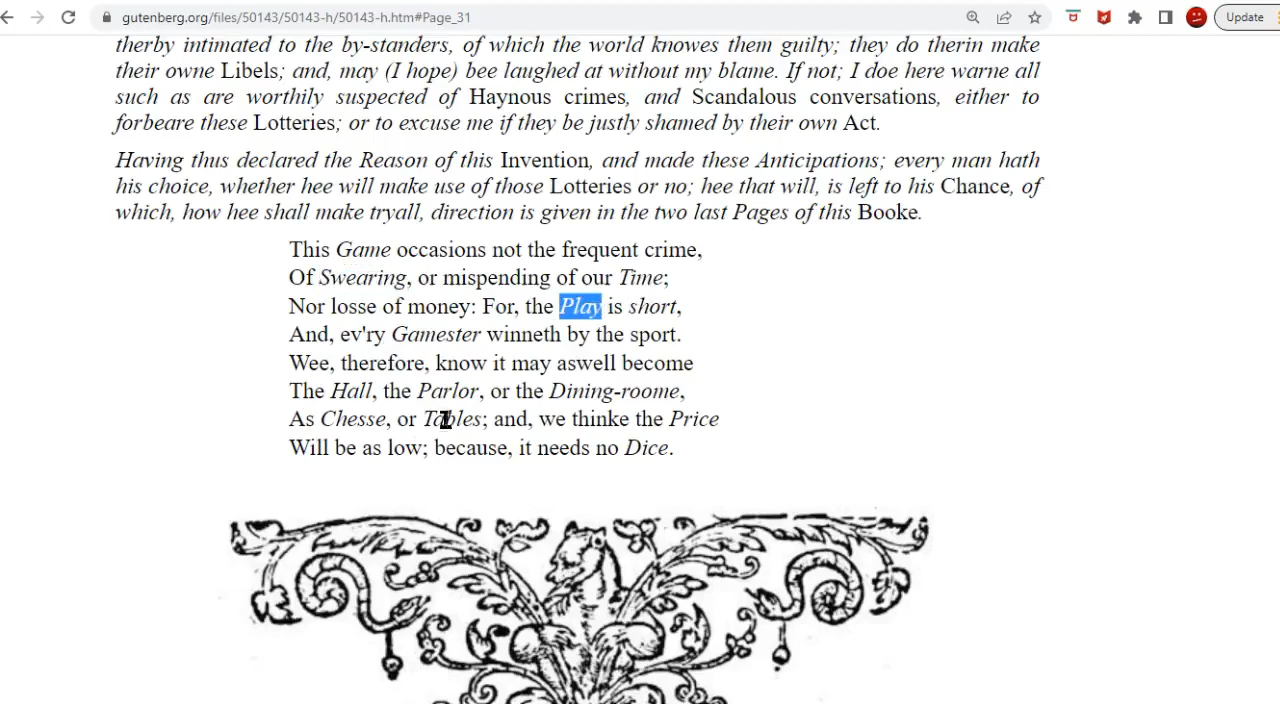 gutenberg.org/files/50143/50143-h/50143-h.htm#Page_31
Update
therby intimated to the by-standers, of which the world knowes them guilty; they do therin make
their owne Libels; and, may (I hope) bee laughed at without my blame. If not; I doe here warne all
such as are worthily suspected of Haynous crimes, and Scandalous conversations, either to
forbeare these Lotteries; or to excuse me if they be justly shamed by their own Act.
Having thus declared the Reason of this Invention, and made these Anticipations; every man hath
his choice, whether hee will make use of those Lotteries or no; hee that will, is left to his Chance, of
which, how hee shall make tryall, direction is given in the two last Pages of this Booke.
This Game occasions not the frequent crime,
Of Swearing, or mispending of our Time;
Nor losse of money: For, the Play is short,
And, ev'ry Gamester winneth by the sport.
Wee, therefore, know it may aswell become
The Hall, the Parlor, or the Dining-roome,
As Chesse, or Tables; and, we thinke the Price
Will be as low; because, it needs no Dice.